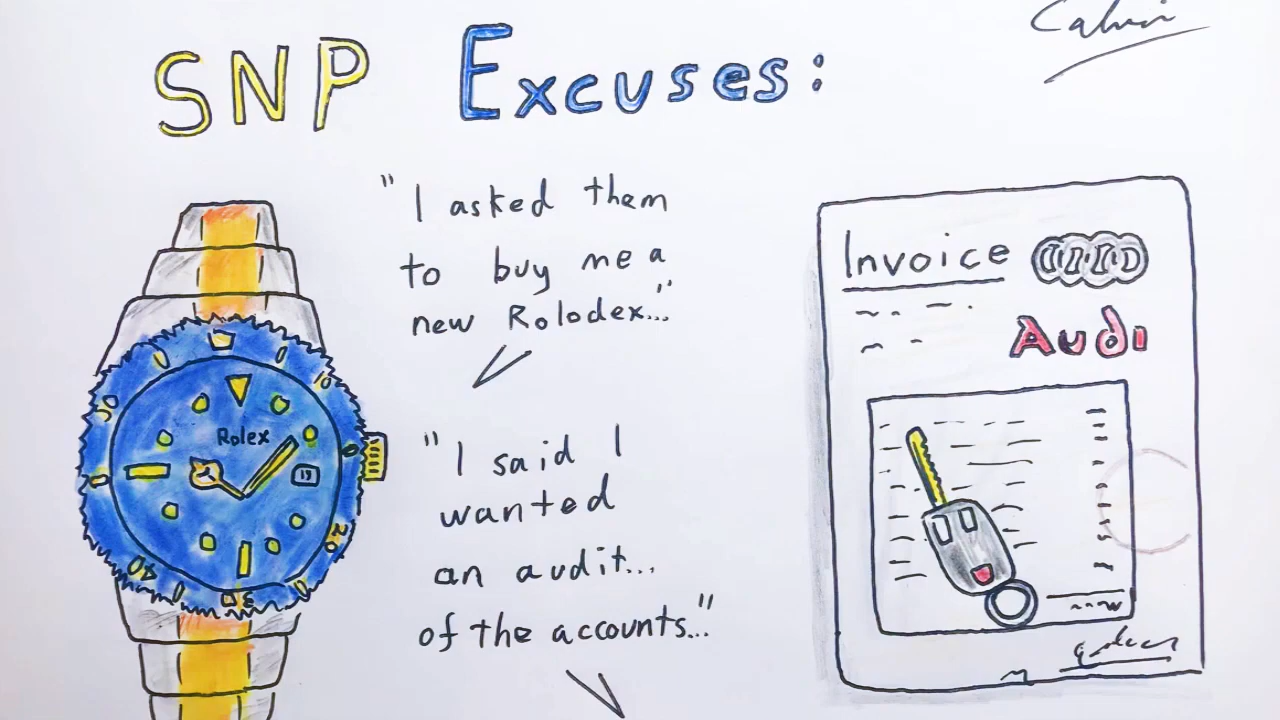 SNP Excuses:
"I asked them
to buy me a
new Rolodex..."
"I said I
wanted
an audit...
of the accounts..."
Rolex
Invoice
Audi